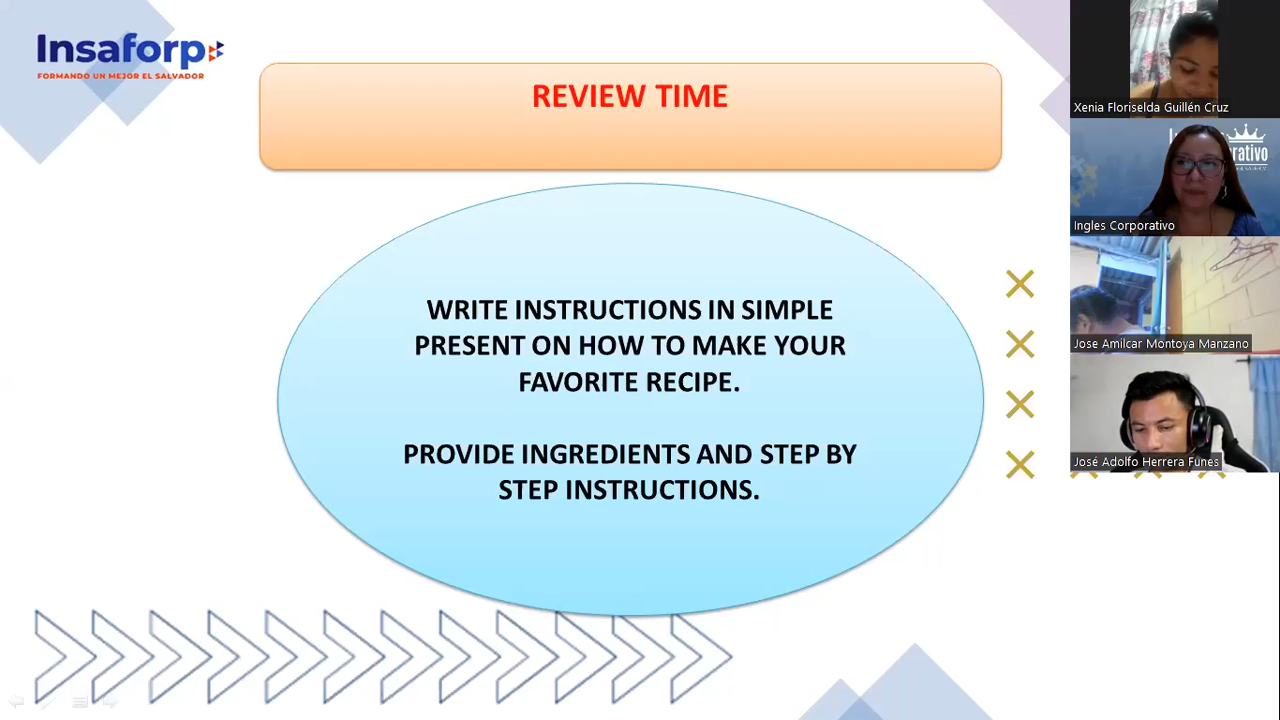 Insaforp
FORMANDO UN MEJOR EL SALVADOR
REVIEW TIME
WRITE INSTRUCTIONS IN SIMPLE
PRESENT ON HOW TO MAKE YOUR
FAVORITE RECIPE.
PROVIDE INGREDIENTS AND STEP BY
STEP INSTRUCTIONS.
Xenia Floriselda Guillén Cruz
Ingles Corporativo
Jose Amilcar Montoya Manzano
José Adolfo Herrera Funes